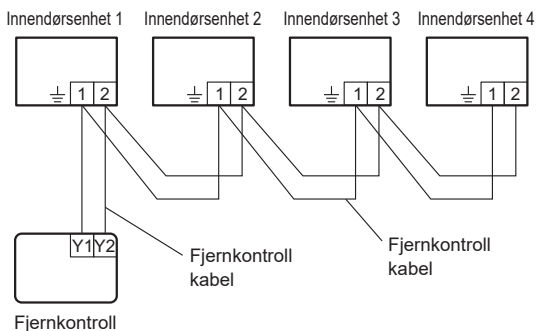 Innendørsenhet 1 Innendørsenhet 2 Innendørsenhet 3 Innendørsenhet 4
1 2 1 2 1 2 1 2
Y1 Y2
Fjernkontroll
kabel
Fjernkontroll
kabel
Fjernkontroll